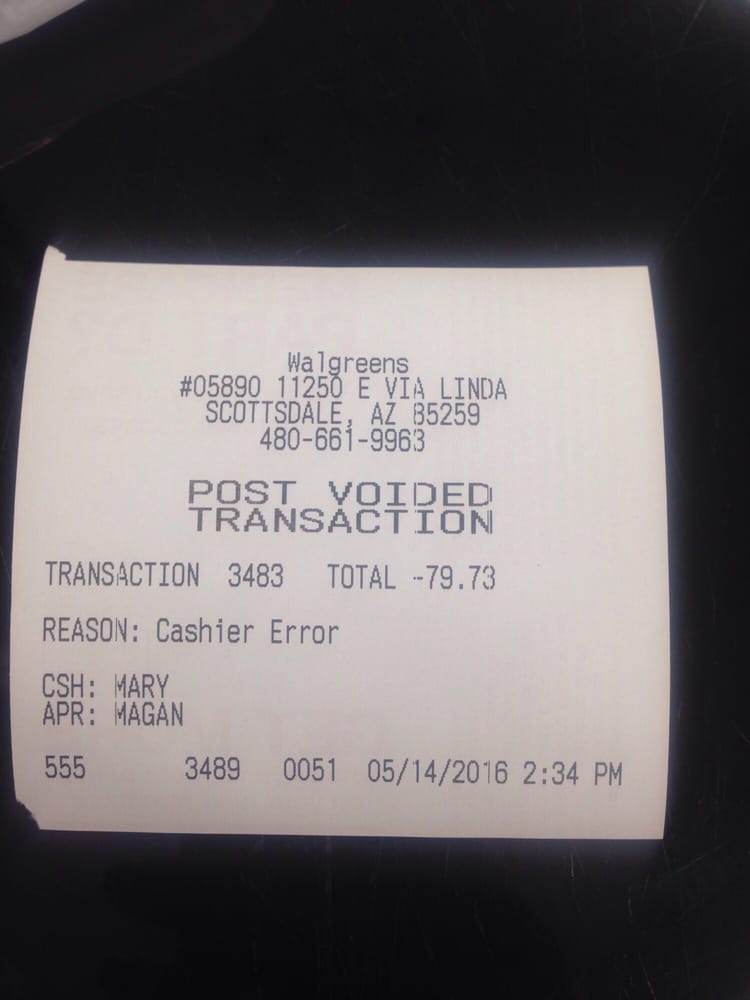 Walgreens
#05890 11250 E VIA LINDA
SCOTTSDALE, AZ 85259
480-661-9963
POST VOIDED
TRANSACTION
TRANSACTION 3483 TOTAL -79.73
REASON: Cashier Error
CSH: MARY
APR: MAGAN
555 3489 0051 05/14/2016 2:34 PM